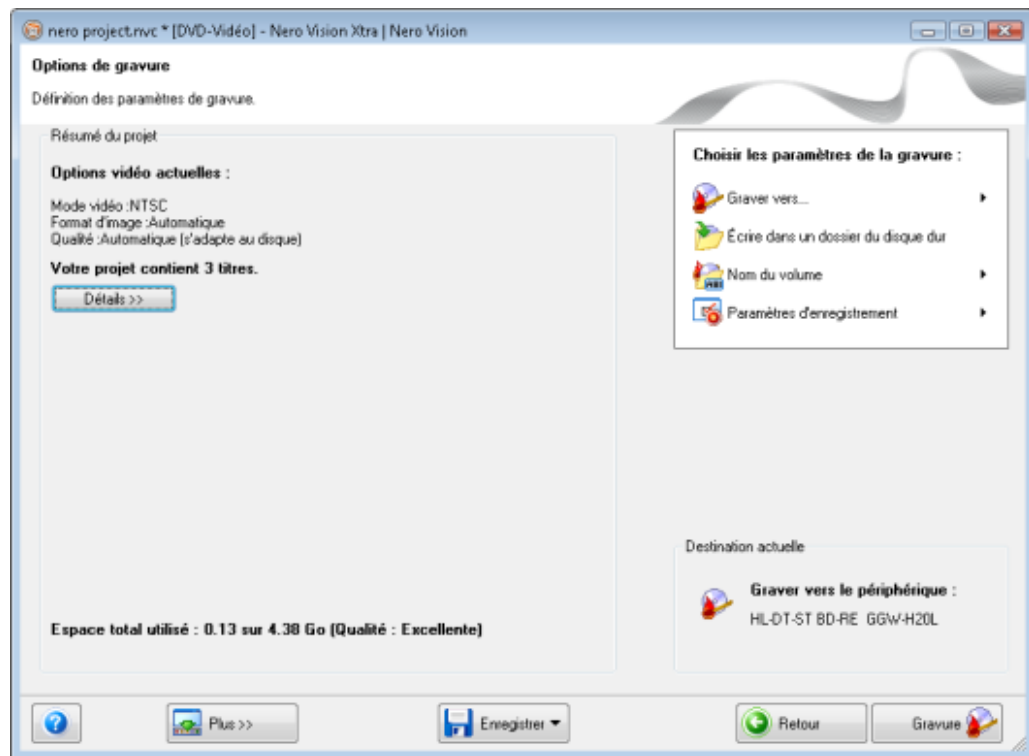 nero project.nvc * [DVD-Vidéo] - Nero Vision Xtra | Nero Vision
Options de gravure
Définition des paramètres de gravure.
Résumé du projet
Options vidéo actuelles :
Mode vidéo :NTSC
Format d'image :Automatique
Qualité :Automatique (s'adapte au disque)
Votre projet contient 3 titres.
Détails >>
Espace total utilisé : 0.13 sur 4.38 Go (Qualité : Excellente)
Choisir les paramètres de la gravure :
Graver vers...
Écrire dans un dossier du disque dur
Nom du volume
Paramètres d'enregistrement
Destination actuelle
Graver vers le périphérique :
HL-DT-ST BD-RE GGW-H20L
Plus >>
Enregistrer
Retour
Gravure